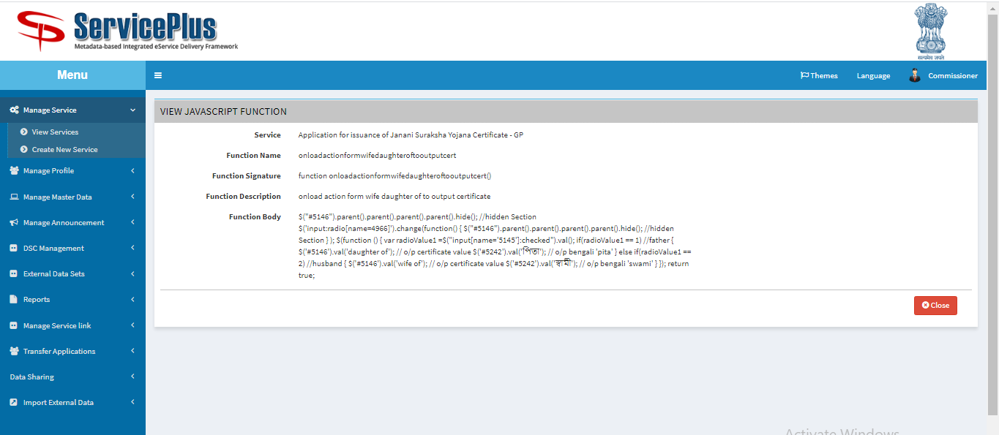 ServicePlus
Metadata-based Integrated eService Delivery Framework
सत्यमेव जयते
Menu
Themes
Language
Commissioner
Manage Service
View Services
Create New Service
Manage Profile
Manage Master Data
Manage Announcement
DSC Management
External Data Sets
Reports
Manage Service link
Transfer Applications
Data Sharing
Import External Data
VIEW JAVASCRIPT FUNCTION
Service Application for issuance of Janani Suraksha Yojana Certificate - GP
Function Name onloadactionformwifedaughteroftooutputcert
Function Signature function onloadactionformwifedaughteroftooutputcert()
Function Description onload action form wife daughter of to output certificate
Function Body $("#5146").parent().parent().parent().parent().hide(); //hidden Section
$('input:radio[name=4966]').change(function() { $("#5146").parent().parent().parent().parent().hide(); //hidden
Section } ); $(function () { var radioValue1 =$("input[name='5145']:checked").val(); if(radioValue1 == 1) //father {
$('#5146').val('daughter of'); // o/p certificate value $('#5242').val('পিতা'); // o/p bengali 'pita' } else if(radioValue1 ==
2) //husband { $('#5146').val('wife of'); // o/p certificate value $('#5242').val('স্বামী'); // o/p bengali 'swami' } }); return
true;
Close
Activate Windows